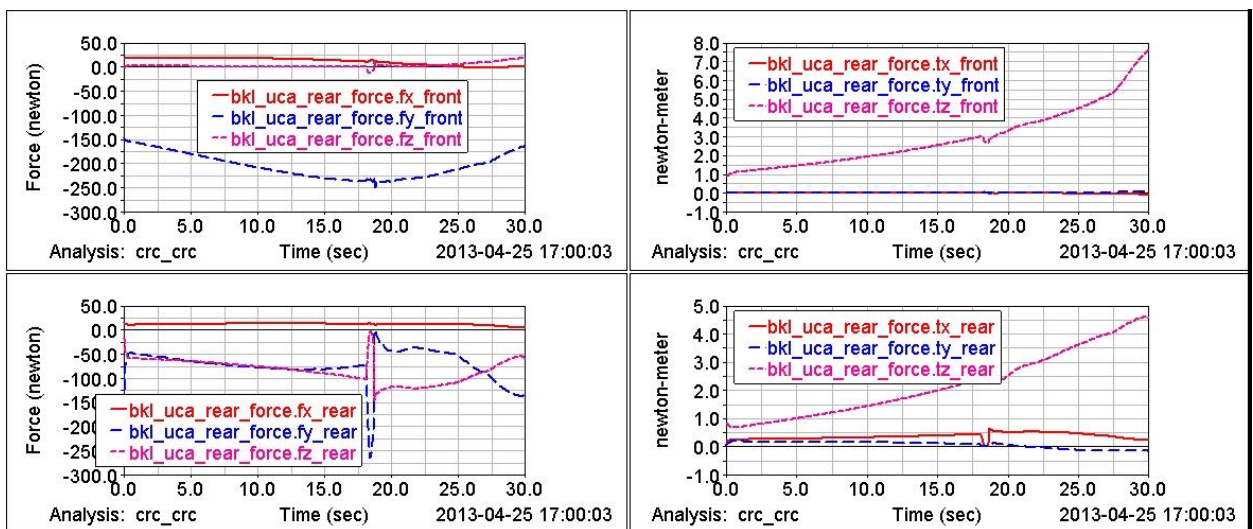 Force (newton)
50.0
0.0
-50.0
-100.0
-150.0
-200.0
-250.0
-300.0
bkl_uca_rear_force.fx_front
bkl_uca_rear_force.fy_front
bkl_uca_rear_force.fz_front
0.0 5.0 10.0 15.0 20.0 25.0 30.0
Analysis: crc_crc Time (sec) 2013-04-25 17:00:03
newton-meter
8.0
7.0
6.0
5.0
4.0
3.0
2.0
1.0
0.0
-1.0
bkl_uca_rear_force.tx_front
bkl_uca_rear_force.ty_front
bkl_uca_rear_force.tz_front
0.0 5.0 10.0 15.0 20.0 25.0 30.0
Analysis: crc_crc Time (sec) 2013-04-25 17:00:03
Force (newton)
50.0
0.0
-50.0
-100.0
-150.0
-200.0
-250.0
-300.0
bkl_uca_rear_force.fx_rear
bkl_uca_rear_force.fy_rear
bkl_uca_rear_force.fz_rear
0.0 5.0 10.0 15.0 20.0 25.0 30.0
Analysis: crc_crc Time (sec) 2013-04-25 17:00:03
newton-meter
5.0
4.0
3.0
2.0
1.0
0.0
-1.0
bkl_uca_rear_force.tx_rear
bkl_uca_rear_force.ty_rear
bkl_uca_rear_force.tz_rear
0.0 5.0 10.0 15.0 20.0 25.0 30.0
Analysis: crc_crc Time (sec) 2013-04-25 17:00:03